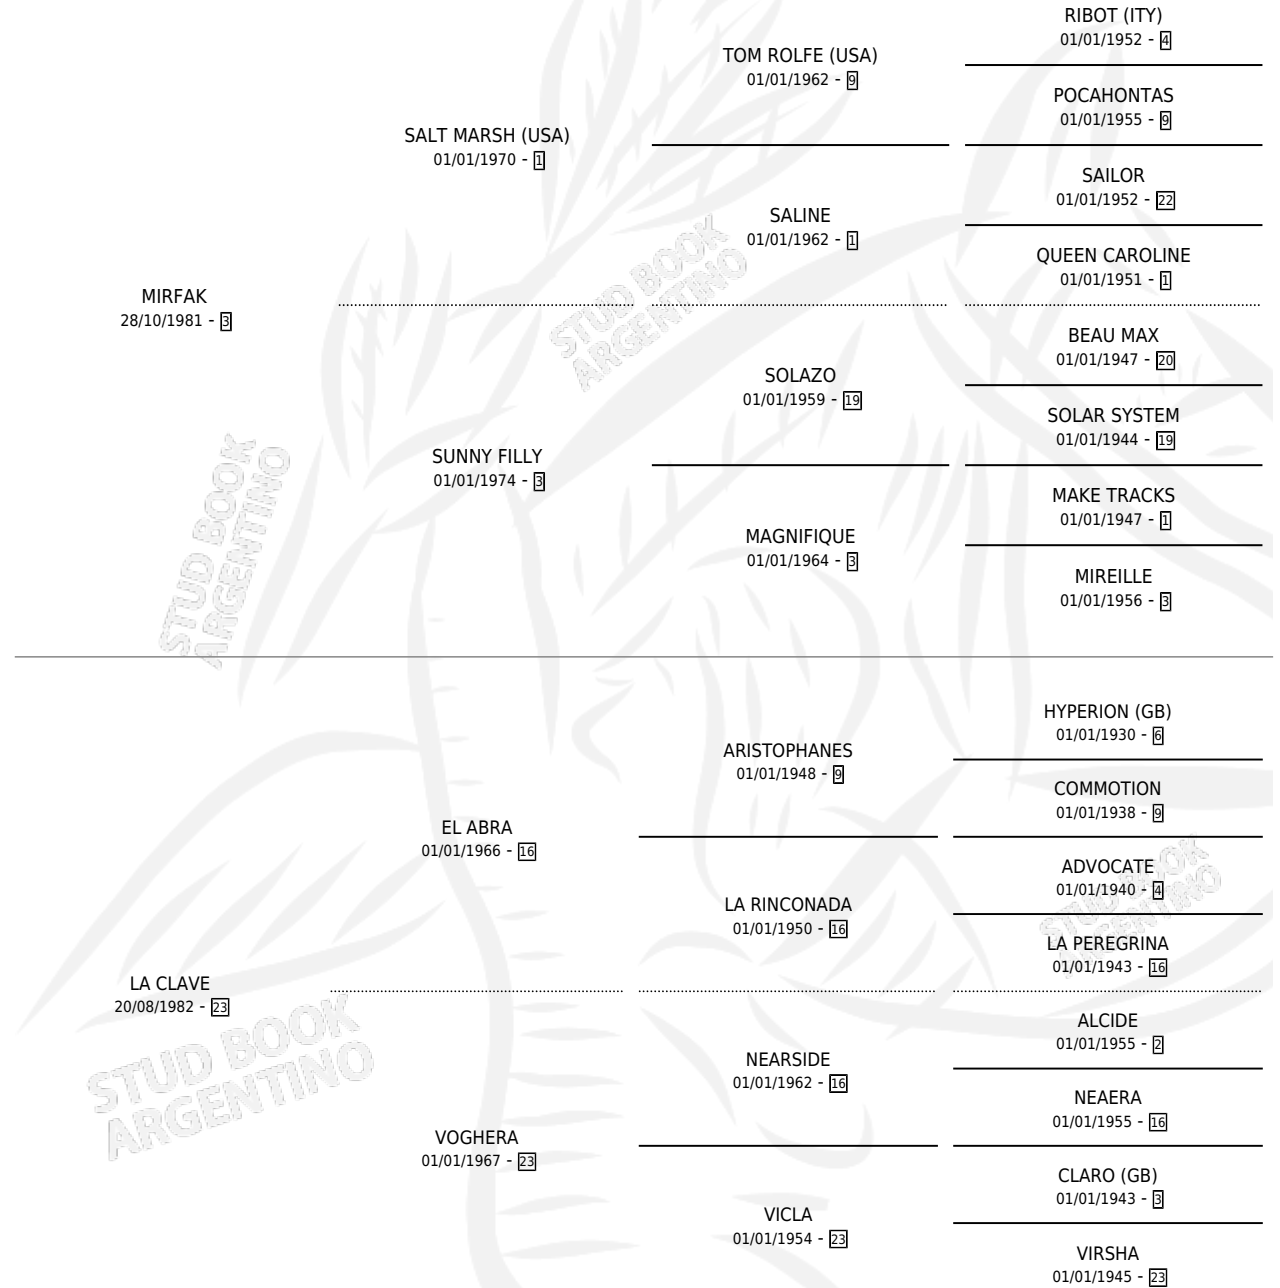 RIBOT (ITY)
01/01/1952 - 4
TOM ROLFE (USA)
01/01/1962 - 9
POCAHONTAS
01/01/1955 - 9
SALT MARSH (USA)
01/01/1970 - 1
SAILOR
01/01/1952 - 22
SALINE
01/01/1962 - 1
QUEEN CAROLINE
01/01/1951 - 1
MIRFAK
28/10/1981 - 3
BEAU MAX
01/01/1947 - 20
SOLAZO
01/01/1959 - 19
SOLAR SYSTEM
01/01/1944 - 19
SUNNY FILLY
01/01/1974 - 3
MAKE TRACKS
01/01/1947 - 1
MAGNIFIQUE
01/01/1964 - 3
MIREILLE
01/01/1956 - 3
HYPERION (GB)
01/01/1930 - 6
ARISTOPHANES
01/01/1948 - 9
COMMOTION
01/01/1938 - 9
EL ABRA
01/01/1966 - 16
ADVOCATE
01/01/1940 - 4
LA RINCONADA
01/01/1950 - 16
LA PEREGRINA
01/01/1943 - 16
LA CLAVE
20/08/1982 - 23
ALCIDE
01/01/1955 - 2
NEARSIDE
01/01/1962 - 16
NEAERA
01/01/1955 - 16
VOGHERA
01/01/1967 - 23
CLARO (GB)
01/01/1943 - 3
VICLA
01/01/1954 - 23
VIRSHA
01/01/1945 - 23
STUD BOOK
ARGENTINO
STUD BOOK
ARGENTINO
STUD BOOK
ARGENTINO
STUD BOOK
ARGENTINO